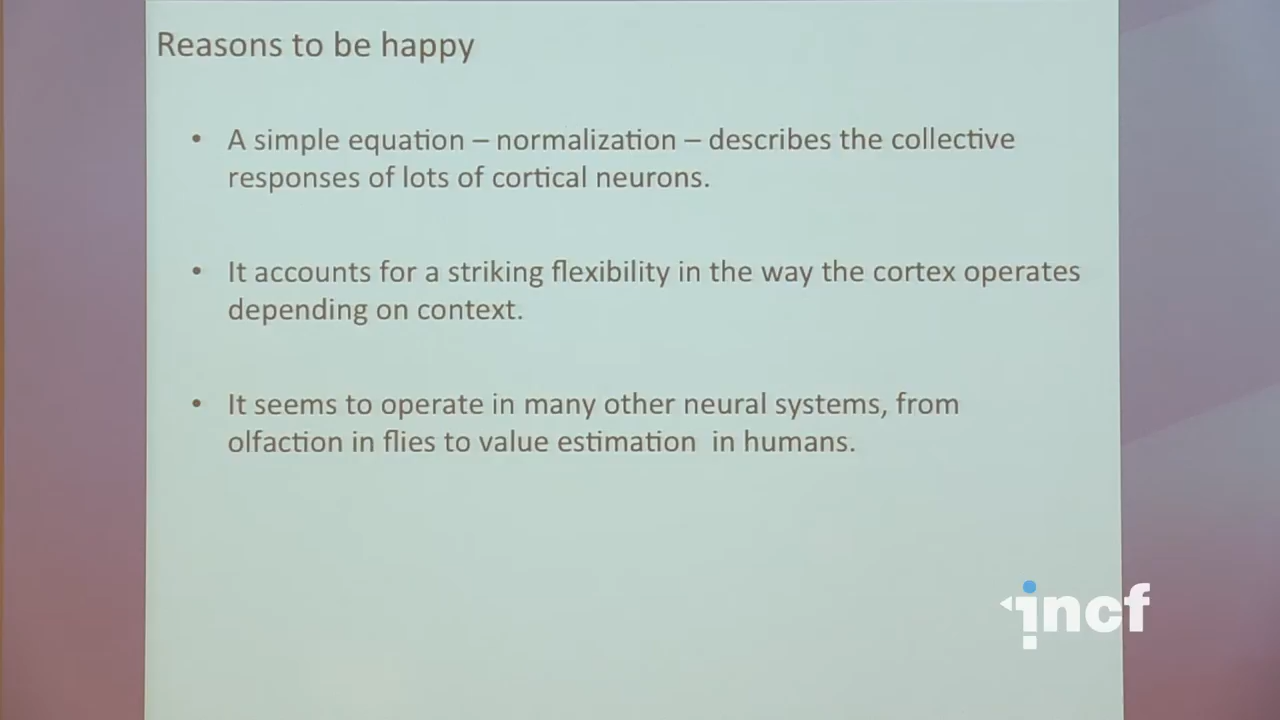 Reasons to be happy
• A simple equation – normalization – describes the collective
responses of lots of cortical neurons.
• It accounts for a striking flexibility in the way the cortex operates
depending on context.
• It seems to operate in many other neural systems, from
olfaction in flies to value estimation  in humans.
incf